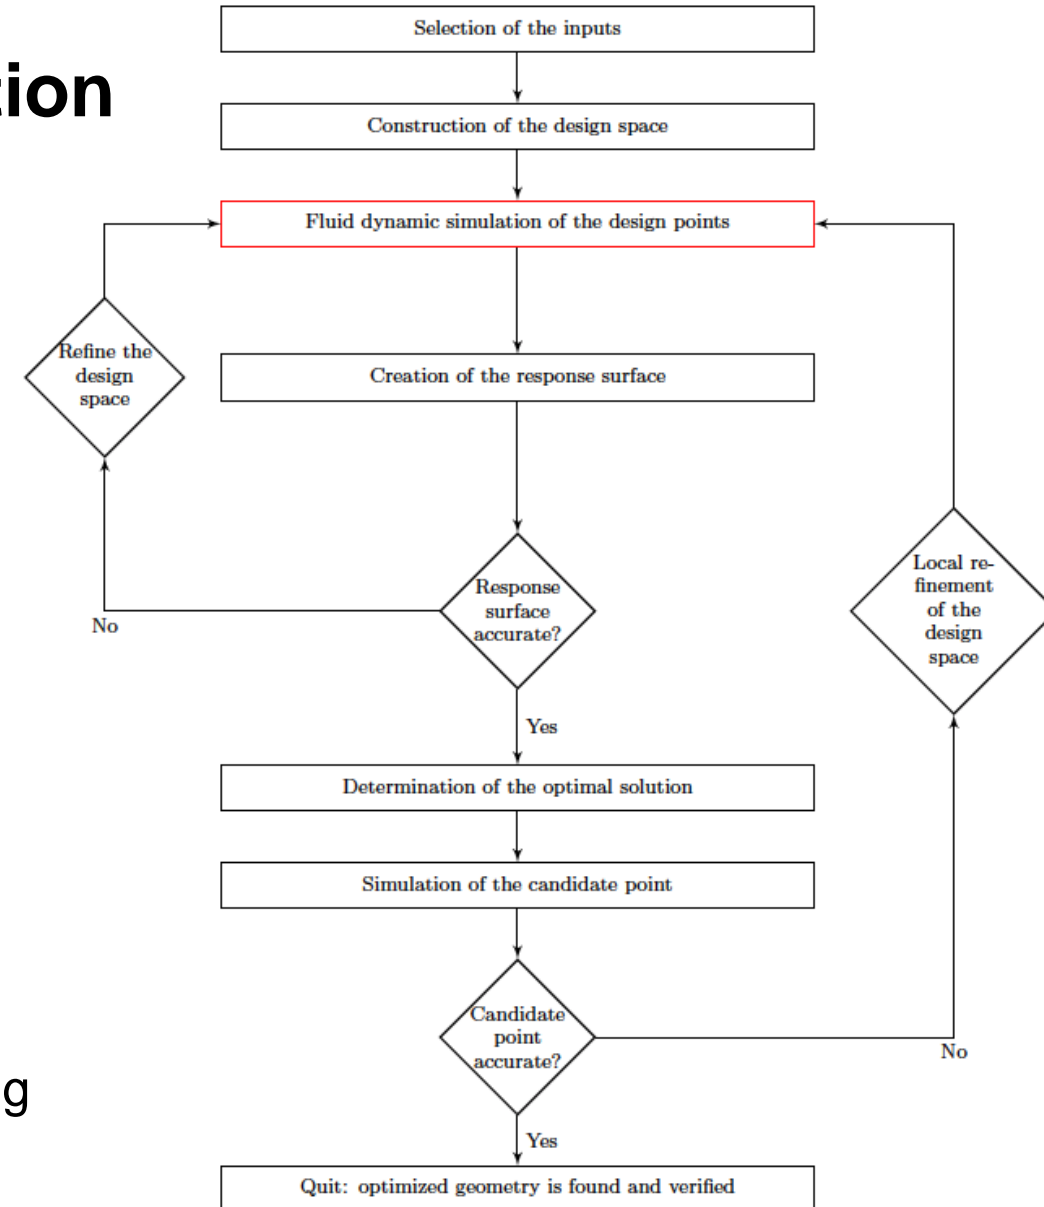 Selection of the inputs
tion
Construction of the design space
Fluid dynamic simulation of the design points
Refine the
design
space
Creation of the response surface
Response
surface
accurate?
No
Local re-
finement
of the
design
space
Yes
Determination of the optimal solution
Simulation of the candidate point
Candidate
point
accurate?
No
g
Yes
Quit: optimized geometry is found and verified